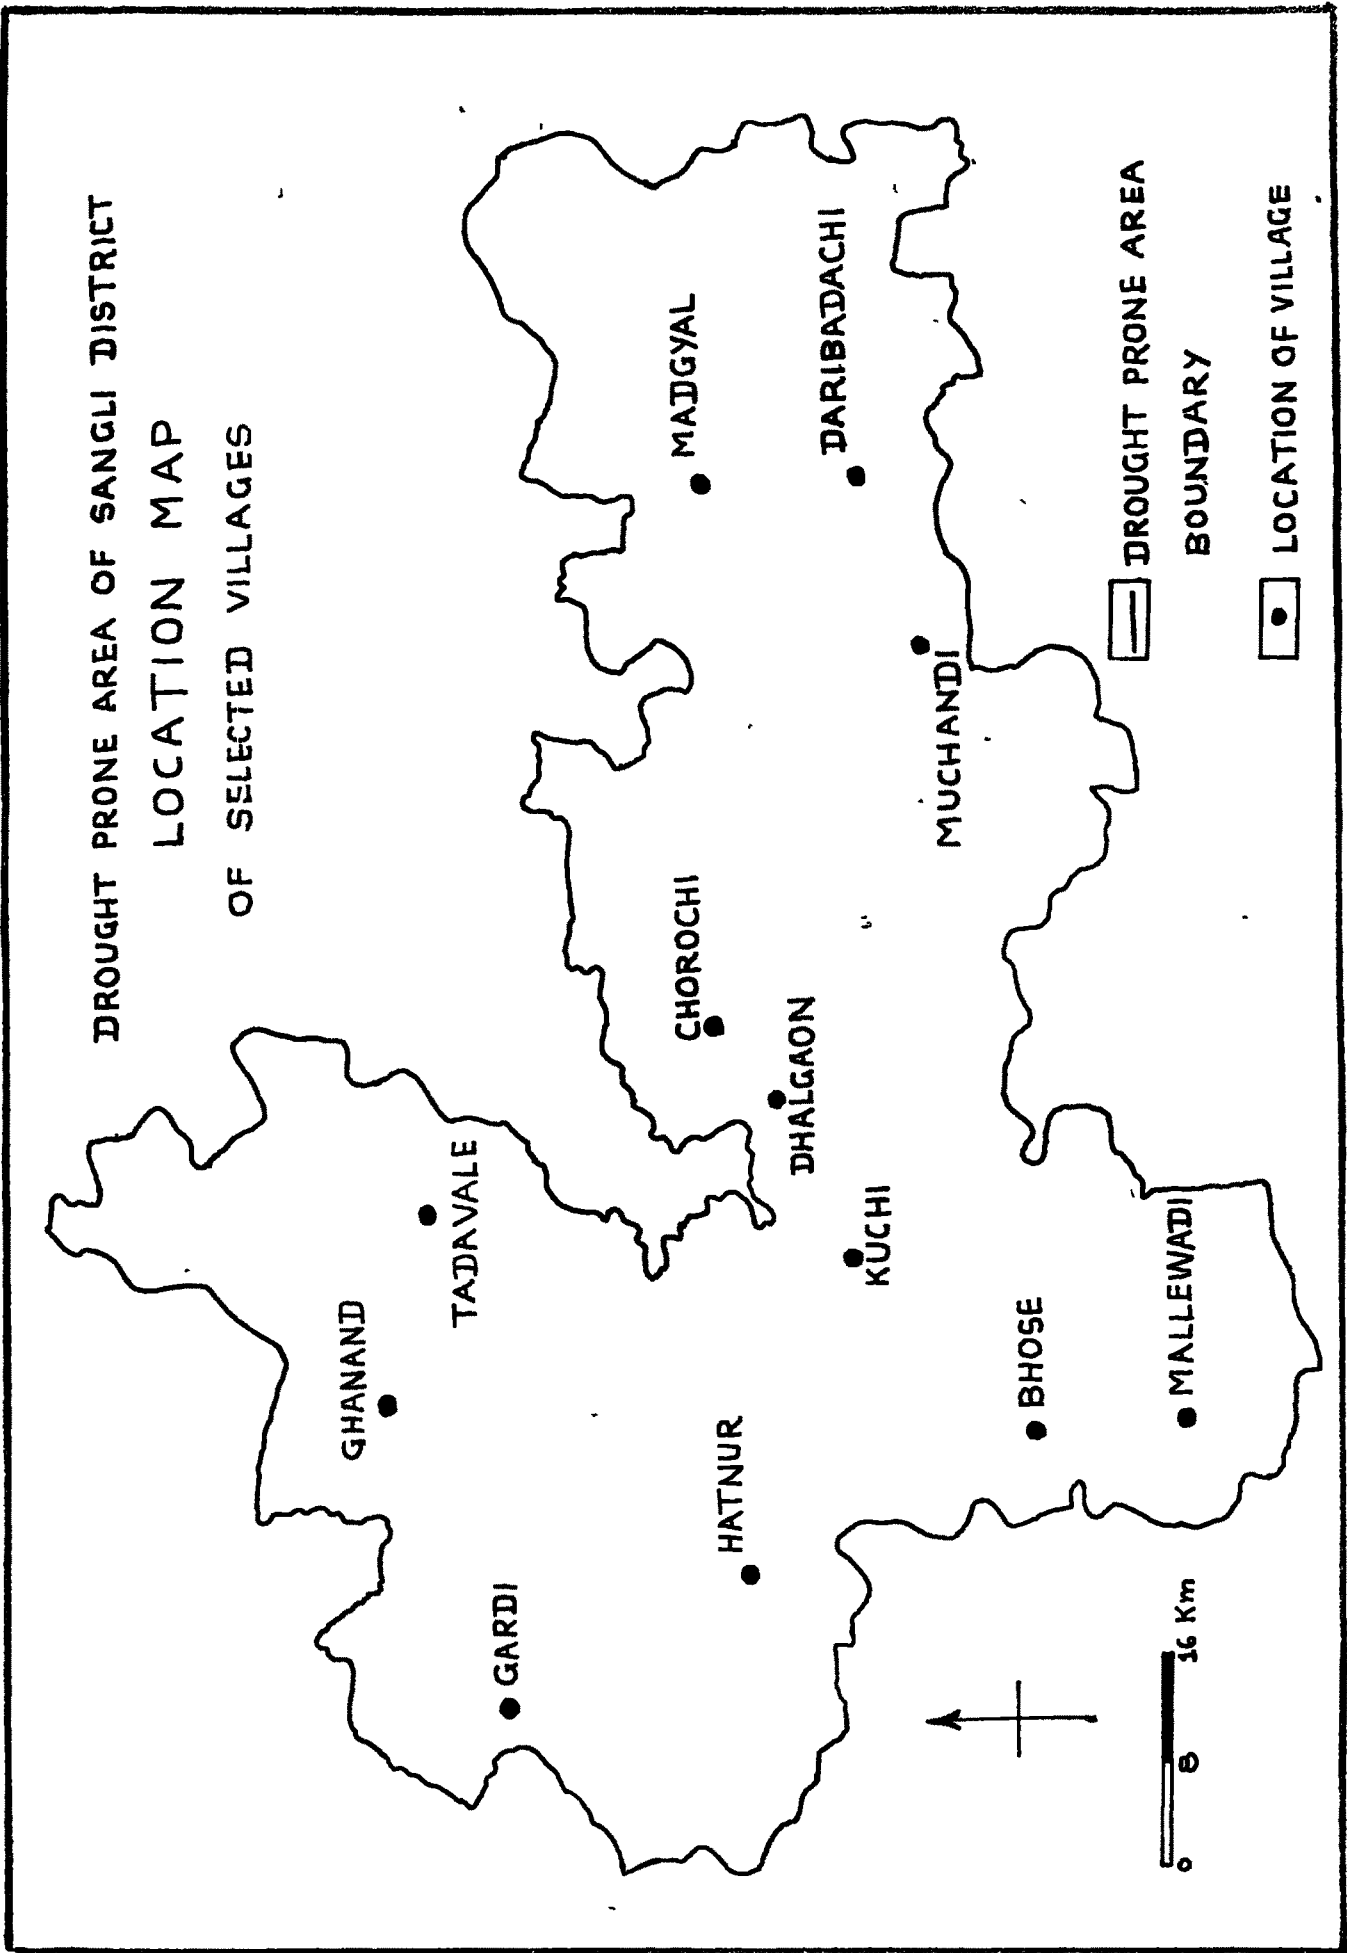 DROUGHT PRONE AREA OF SANGLI DISTRICT
LOCATION MAP
OF SELECTED VILLAGES
GHANAND
TADAVALE
GARDI
MADGYAL
CHOROCHI
HATNUR
DHALGAON
DARIBADACHI
KUCHI
MUCHANDI
BHOSE
MALLEWADI
DROUGHT PRONE AREA
BOUNDARY
LOCATION OF VILLAGE
0 8 16 Km